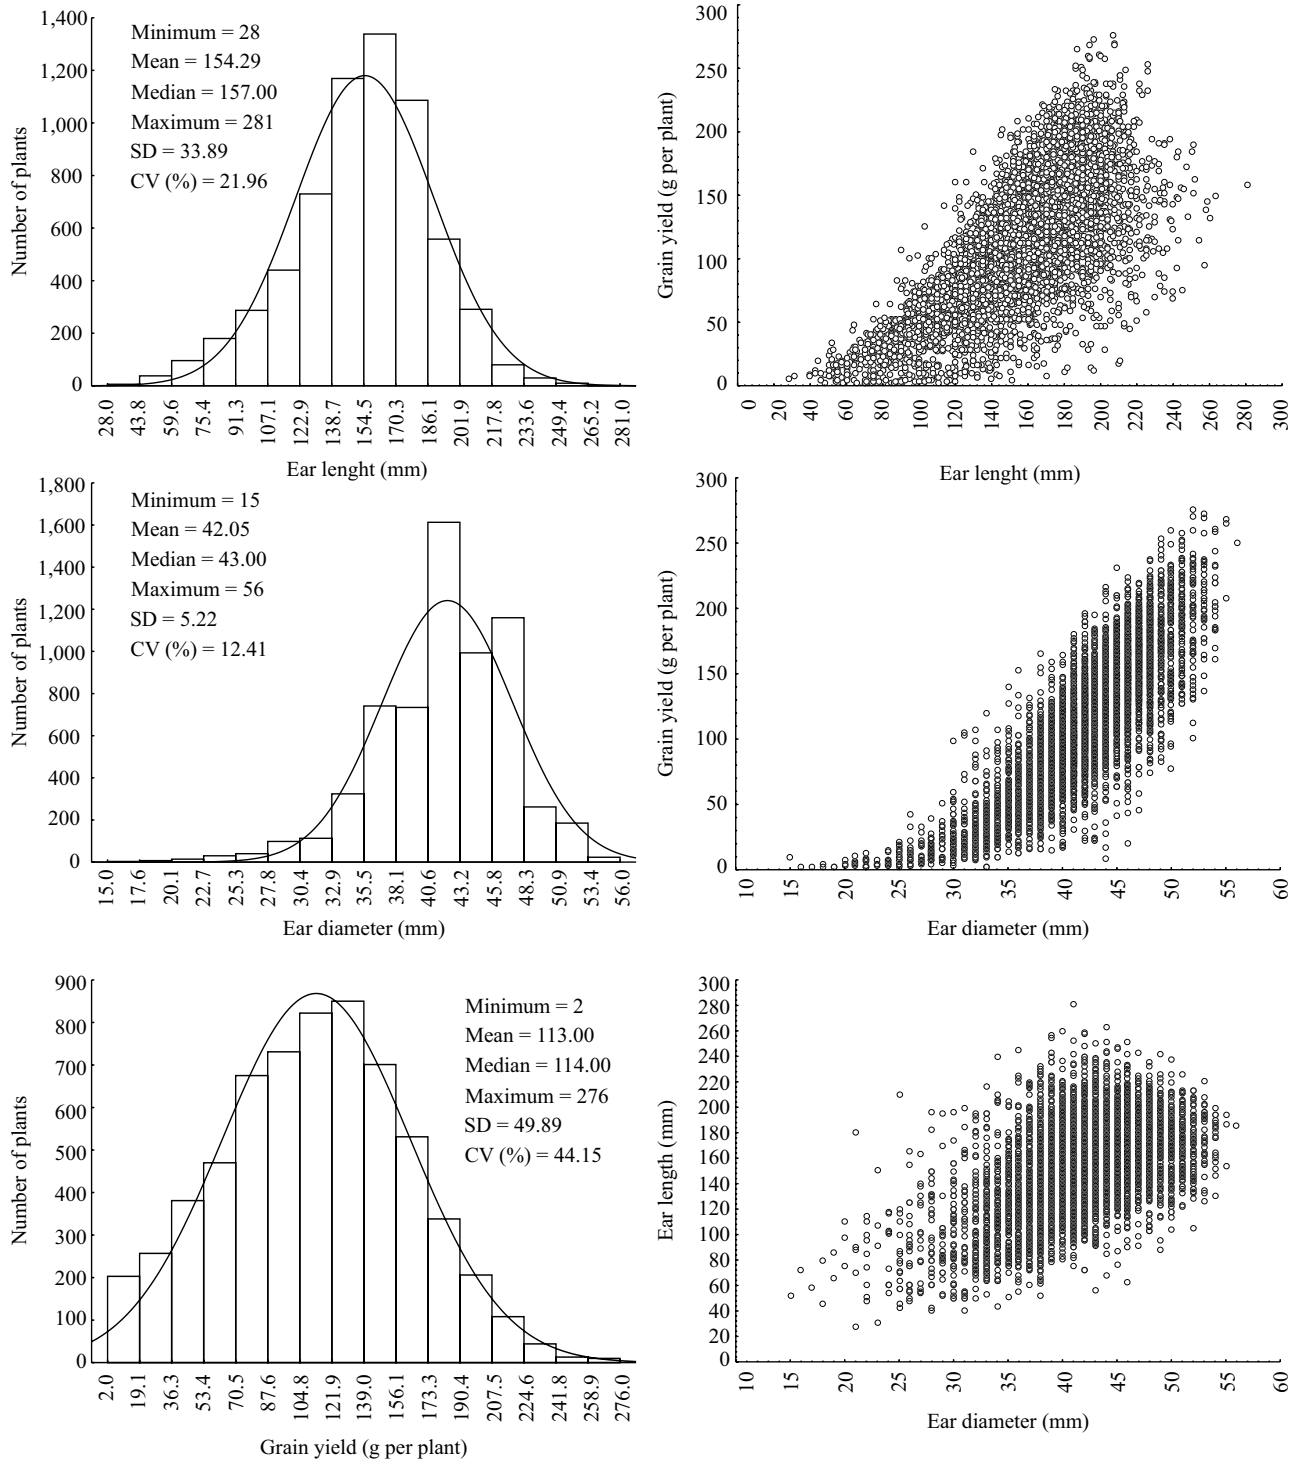 1,400
1,200
1,000
800
600
400
200
0
Number of plants
Minimum = 28
Mean = 154.29
Median = 157.00
Maximum = 281
SD = 33.89
CV (%) = 21.96
28.0 43.8 59.6 75.4 91.3 107.1 122.9 138.7 154.5 170.3 186.1 201.9 217.8 233.6 249.4 265.2 281.0
Ear lenght (mm)
300
250
200
150
100
50
0
Grain yield (g per plant)
0 20 40 60 80 100 120 140 160 180 200 220 240 260 280 300
Ear lenght (mm)
1,800
1,600
1,400
1,200
1,000
800
600
400
200
0
Number of plants
Minimum = 15
Mean = 42.05
Median = 43.00
Maximum = 56
SD = 5.22
CV (%) = 12.41
15.0 17.6 20.1 22.7 25.3 27.8 30.4 32.9 35.5 38.1 40.6 43.2 45.8 48.3 50.9 53.4 56.0
Ear diameter (mm)
300
250
200
150
100
50
0
Grain yield (g per plant)
10 15 20 25 30 35 40 45 50 55 60
Ear diameter (mm)
900
800
700
600
500
400
300
200
100
0
Number of plants
Minimum = 2
Mean = 113.00
Median = 114.00
Maximum = 276
SD = 49.89
CV (%) = 44.15
2.0 19.1 36.3 53.4 70.5 87.6 104.8 121.9 139.0 156.1 173.3 190.4 207.5 224.6 241.8 258.9 276.0
Grain yield (g per plant)
300
280
260
240
220
200
180
160
140
120
100
80
60
40
20
0
Ear length (mm)
10 15 20 25 30 35 40 45 50 55 60
Ear diameter (mm)